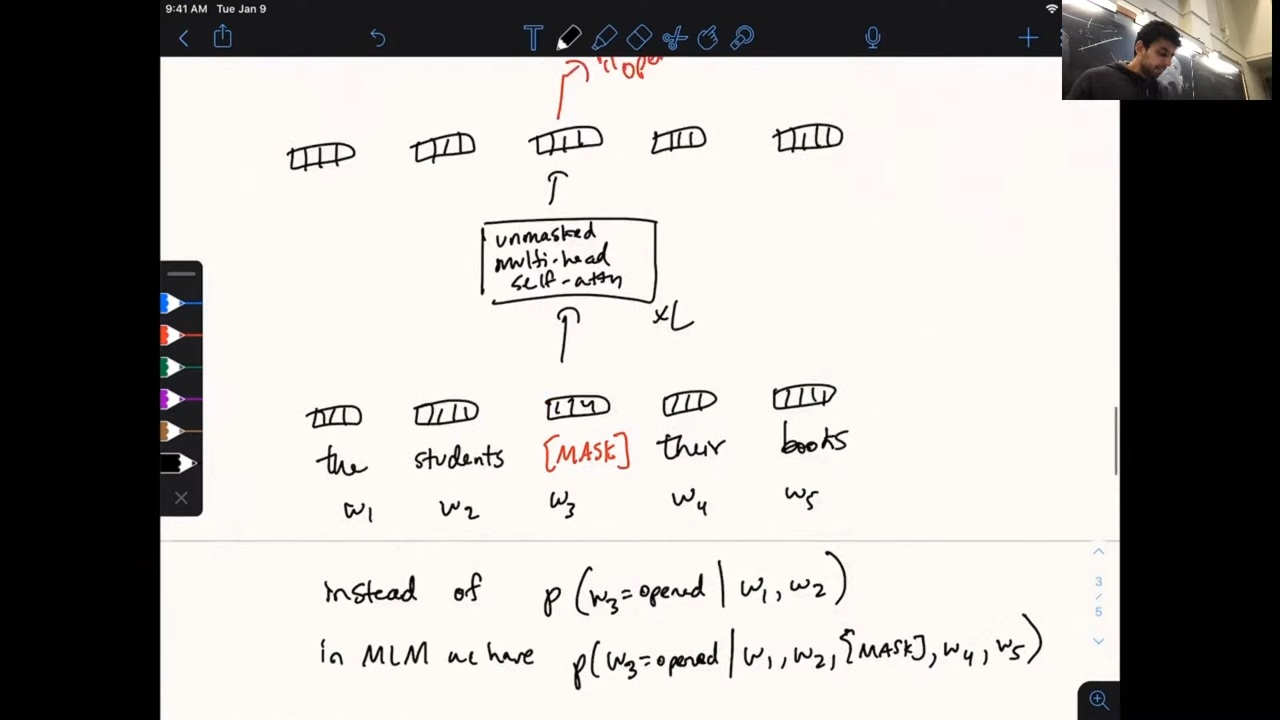 9:41 AM Tue Jan 9
unmasked
multi-head
self-attn
×L
the students [MASK] their books
w1 w2 w3 w4 w5
instead of p(w3=opened | w1, w2)
3
/
5
in MLM we have p(w3=opened | w1, w2, [MASK], w4, w5)